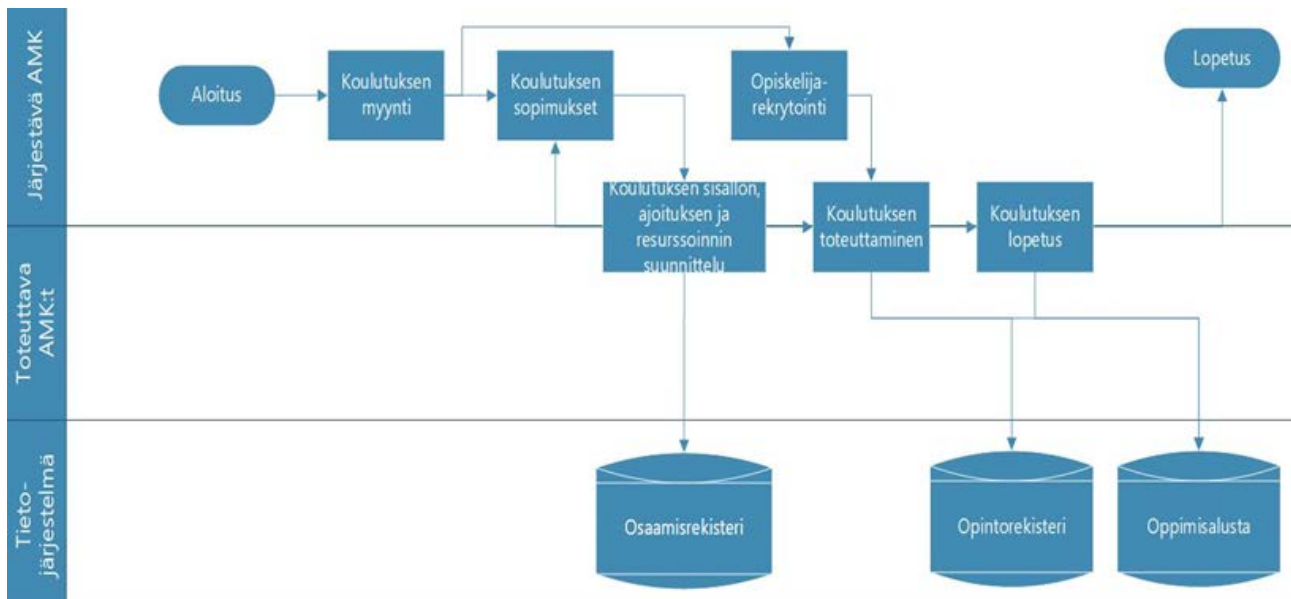 Järjestävä AMK
Aloitus
Koulutuksen
myynti
Koulutuksen
sopimukset
Opiskelija-
rekrytointi
Lopetus
Koulutuksen sisällön,
ajoituksen ja
resurssoinnin
suunnittelu
Koulutuksen
toteuttaminen
Koulutuksen
lopetus
Toteuttava
AMK:t
Tieto-
järjestelmä
Osaamisrekisteri
Opintorekisteri
Oppimisalusta